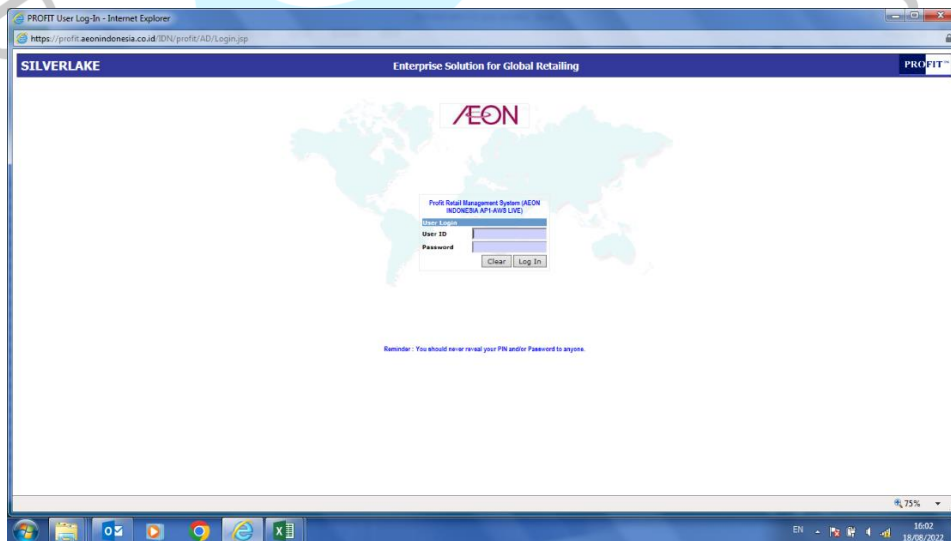 PROFIT User Log-In - Internet Explorer
https://profit.aeonindonesia.co.id/IDN/profit/AD/Login.jsp
SILVERLAKE
Enterprise Solution for Global Retailing
PROFIT™
ÆON
Profit Retail Management System (AEON
INDONESIA AP1-AWS LIVE)
User Login
User ID
Password
Clear Log In
Reminder : You should never reveal your PIN and/or Password to anyone.
75%
EN
16:02
18/08/2022